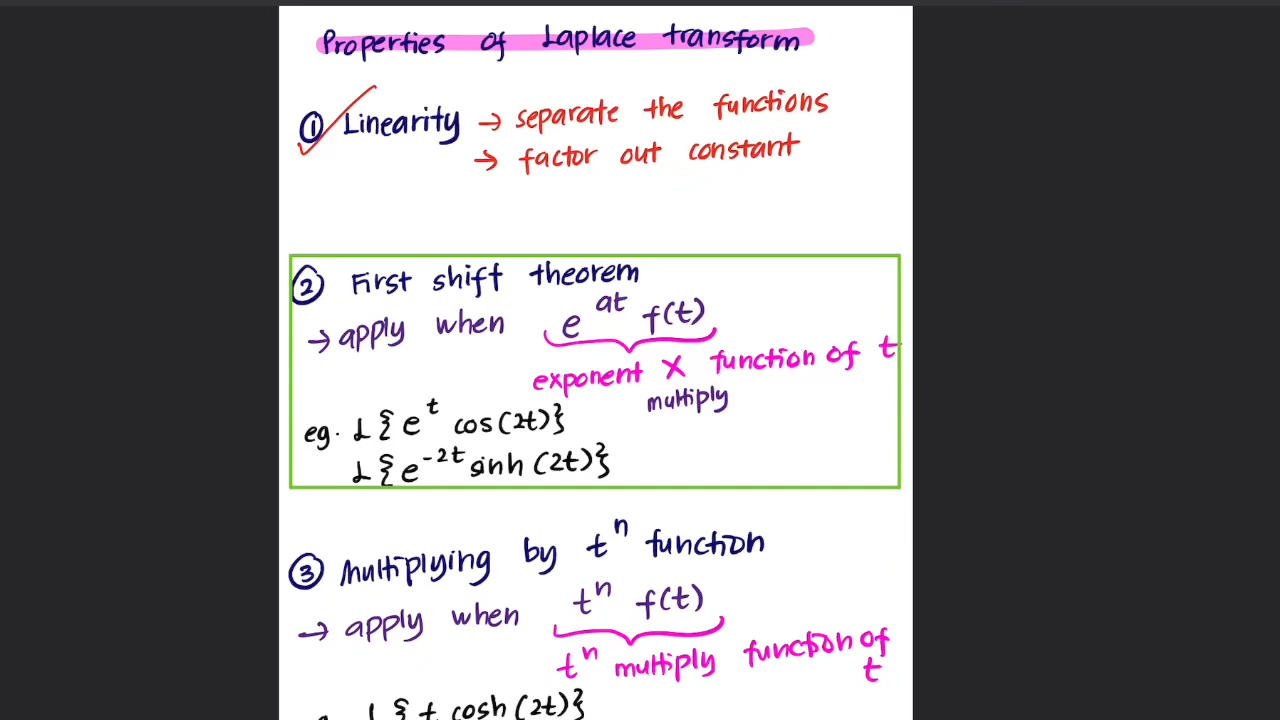 Properties of Laplace transform
① Linearity → separate the functions
→ factor out constant
② First shift theorem
→ apply when e^at f(t)
exponent × function of t
multiply
eg. L{e^t cos(2t)}
L{e^-2t sinh(2t)}
③ Multiplying by t^n function
→ apply when t^n f(t)
t^n multiply function of t
L{t cosh(2t)}